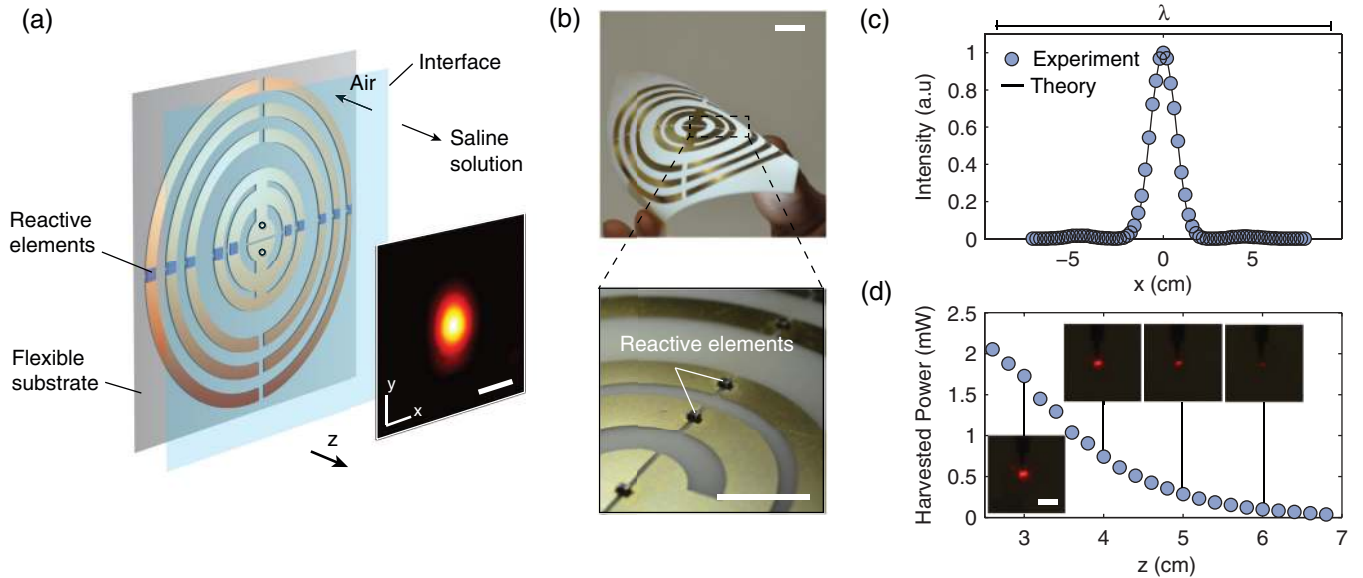 (a)
Interface
Air
Saline
solution
Reactive
elements
Flexible
substrate
y
x
z
(b)
Reactive elements
(c)
λ
Experiment
Theory
Intensity (a.u)
1
0.8
0.6
0.4
0.2
0
−5
0
5
x (cm)
(d)
Harvested Power (mW)
2.5
2
1.5
1
0.5
0
3
4
5
6
7
z (cm)